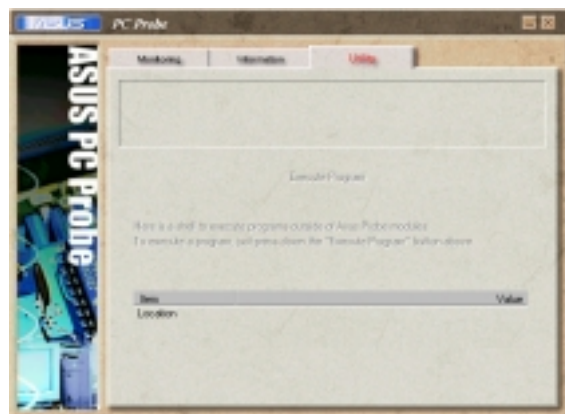 ASUS PC Probe
Monitoring Information Utility
ASUS PC Probe
Execute Program
Here is a shell to execute programs outside of Asus Probe modules
To execute a program, just press down the "Execute Program" button above
Item Value
Location